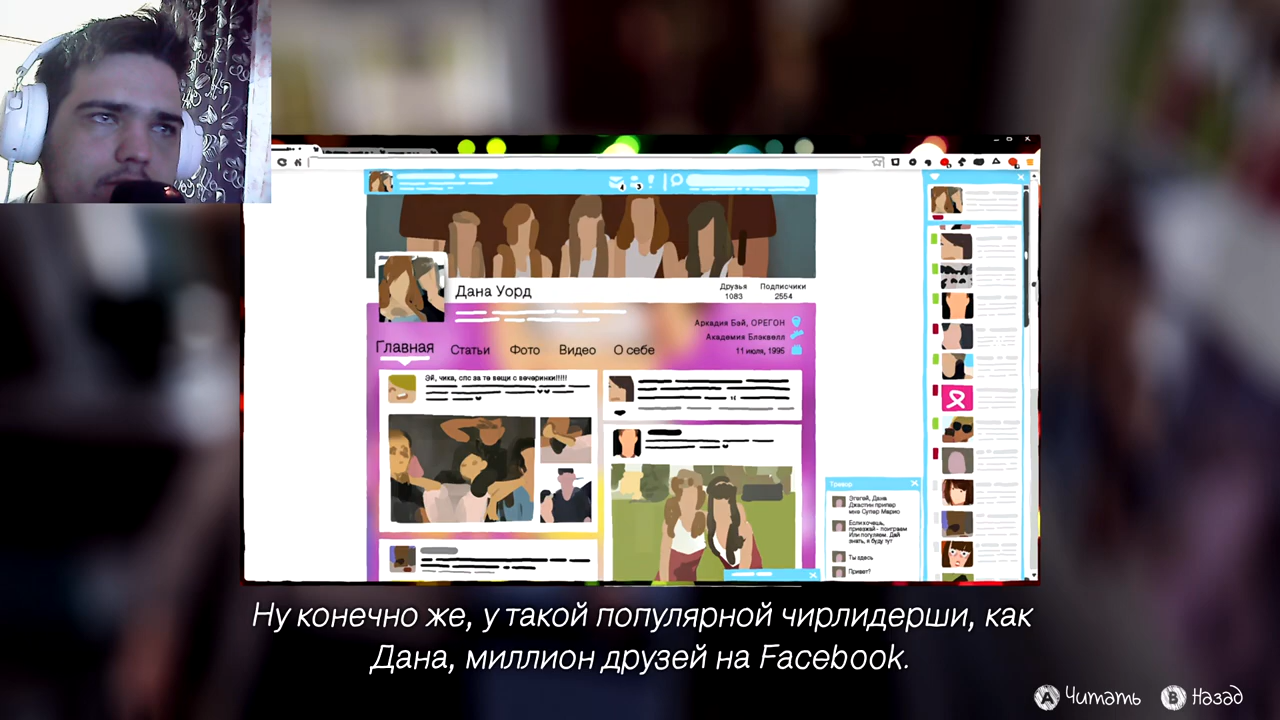 4
3
Дана Уорд
Друзья
1083
Подписчики
2554
Аркадия Бэй, ОРЕГОН
Академия Блэквелл
11 июля, 1995
Главная
Статьи
Фото
Видео
О себе
Эй, чика, спс за те вещи с вечеринки!!!!!
Тревор
Эгегей, Дана
Джастин припер
мне Супер Марио
Если хочешь,
приезжай - поиграем
Или погуляем. Дай
знать, я буду тут
Ты здесь
Привет?
Ну конечно же, у такой популярной чирлидерши, как
Дана, миллион друзей на Facebook.
A Читать
B Назад